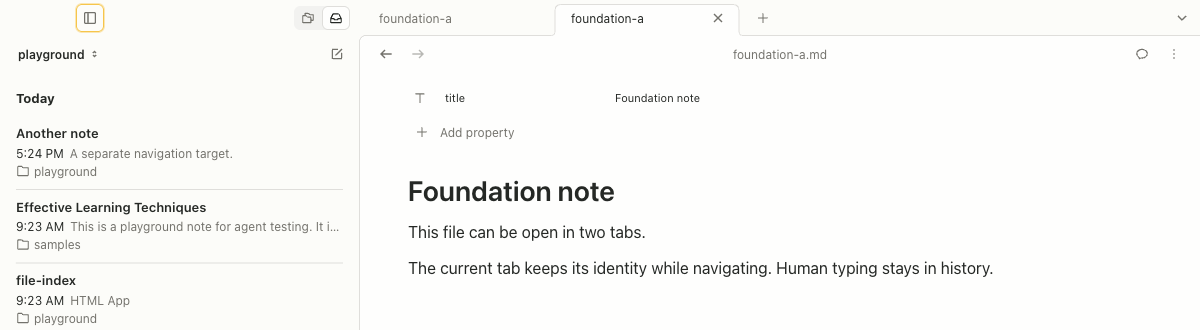 foundation-a
foundation-a
playground
foundation-a.md
Today
title
Foundation note
Add property
Another note
5:24 PM A separate navigation target.
playground
Effective Learning Techniques
9:23 AM This is a playground note for agent testing. It i...
samples
file-index
9:23 AM HTML App
playground
Foundation note
This file can be open in two tabs.
The current tab keeps its identity while navigating. Human typing stays in history.